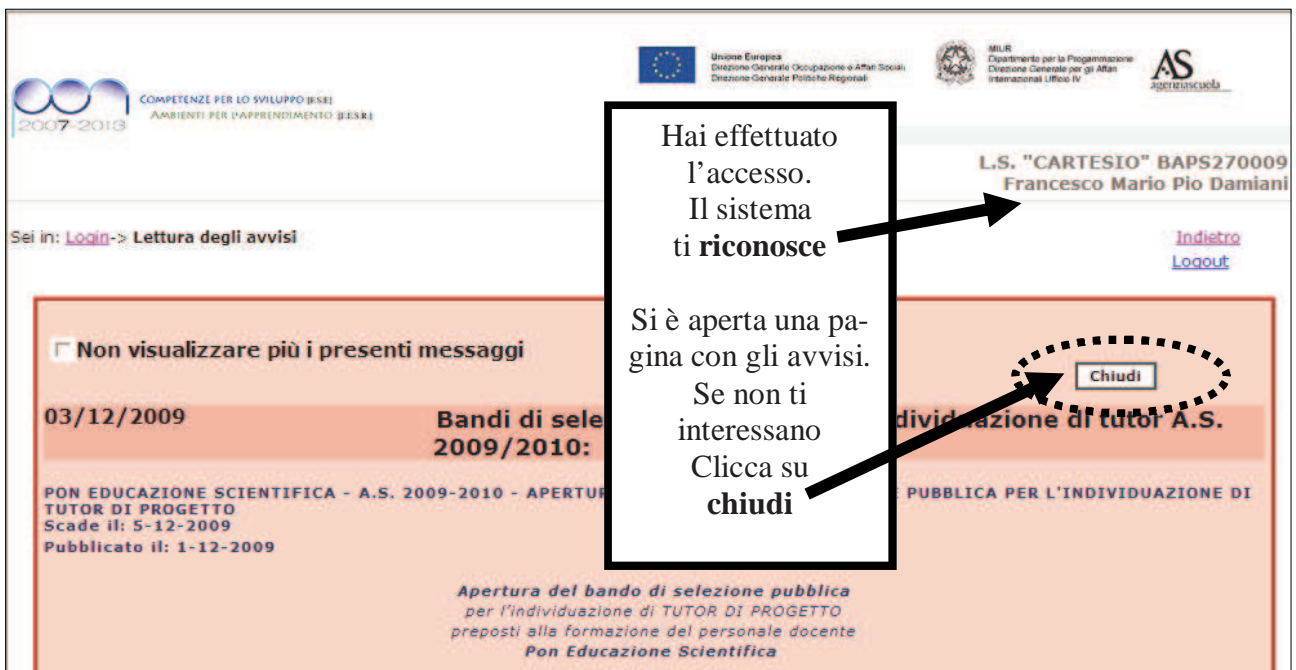 Unione Europea
Direzione Generale Occupazione e Affari Sociali
Direzione Generale Politiche Regionali
MIUR
Dipartimento per la Progammazione
Direzione Generale per gli Affari
Internazionali Ufficio IV
AS
agenziascuola
pon
2007-2013
COMPETENZE PER LO SVILUPPO (F.S.E)
AMBIENTI PER L'APPRENDIMENTO (F.E.S.R.)
L.S. "CARTESIO" BAPS270009
Francesco Mario Pio Damiani
Sei in: Login-> Lettura degli avvisi
Indietro
Logout
Hai effettuato
l’accesso.
Il sistema
ti riconosce
Si è aperta una pa-
gina con gli avvisi.
Se non ti
interessano
Clicca su
chiudi
Non visualizzare più i presenti messaggi
Chiudi
03/12/2009
Bandi di sele dividuazione di tutor A.S.
2009/2010:
PON EDUCAZIONE SCIENTIFICA - A.S. 2009-2010 - APERTUR E PUBBLICA PER L'INDIVIDUAZIONE DI
TUTOR DI PROGETTO
Scade il: 5-12-2009
Pubblicato il: 1-12-2009
Apertura del bando di selezione pubblica
per l'individuazione di TUTOR DI PROGETTO
preposti alla formazione del personale docente
Pon Educazione Scientifica